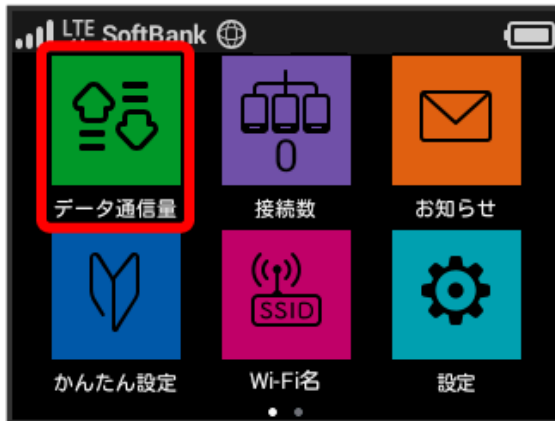 LTE SoftBank
データ通信量
0
接続数
お知らせ
かんたん設定
SSID
Wi-Fi名
設定